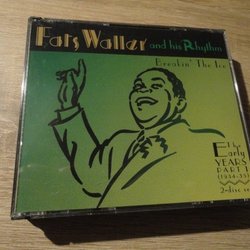 Fats Waller
and his Rhythm
Breakin' The Ice
The
Early
YEARS
PART 1
(1934-35)
2-disc set